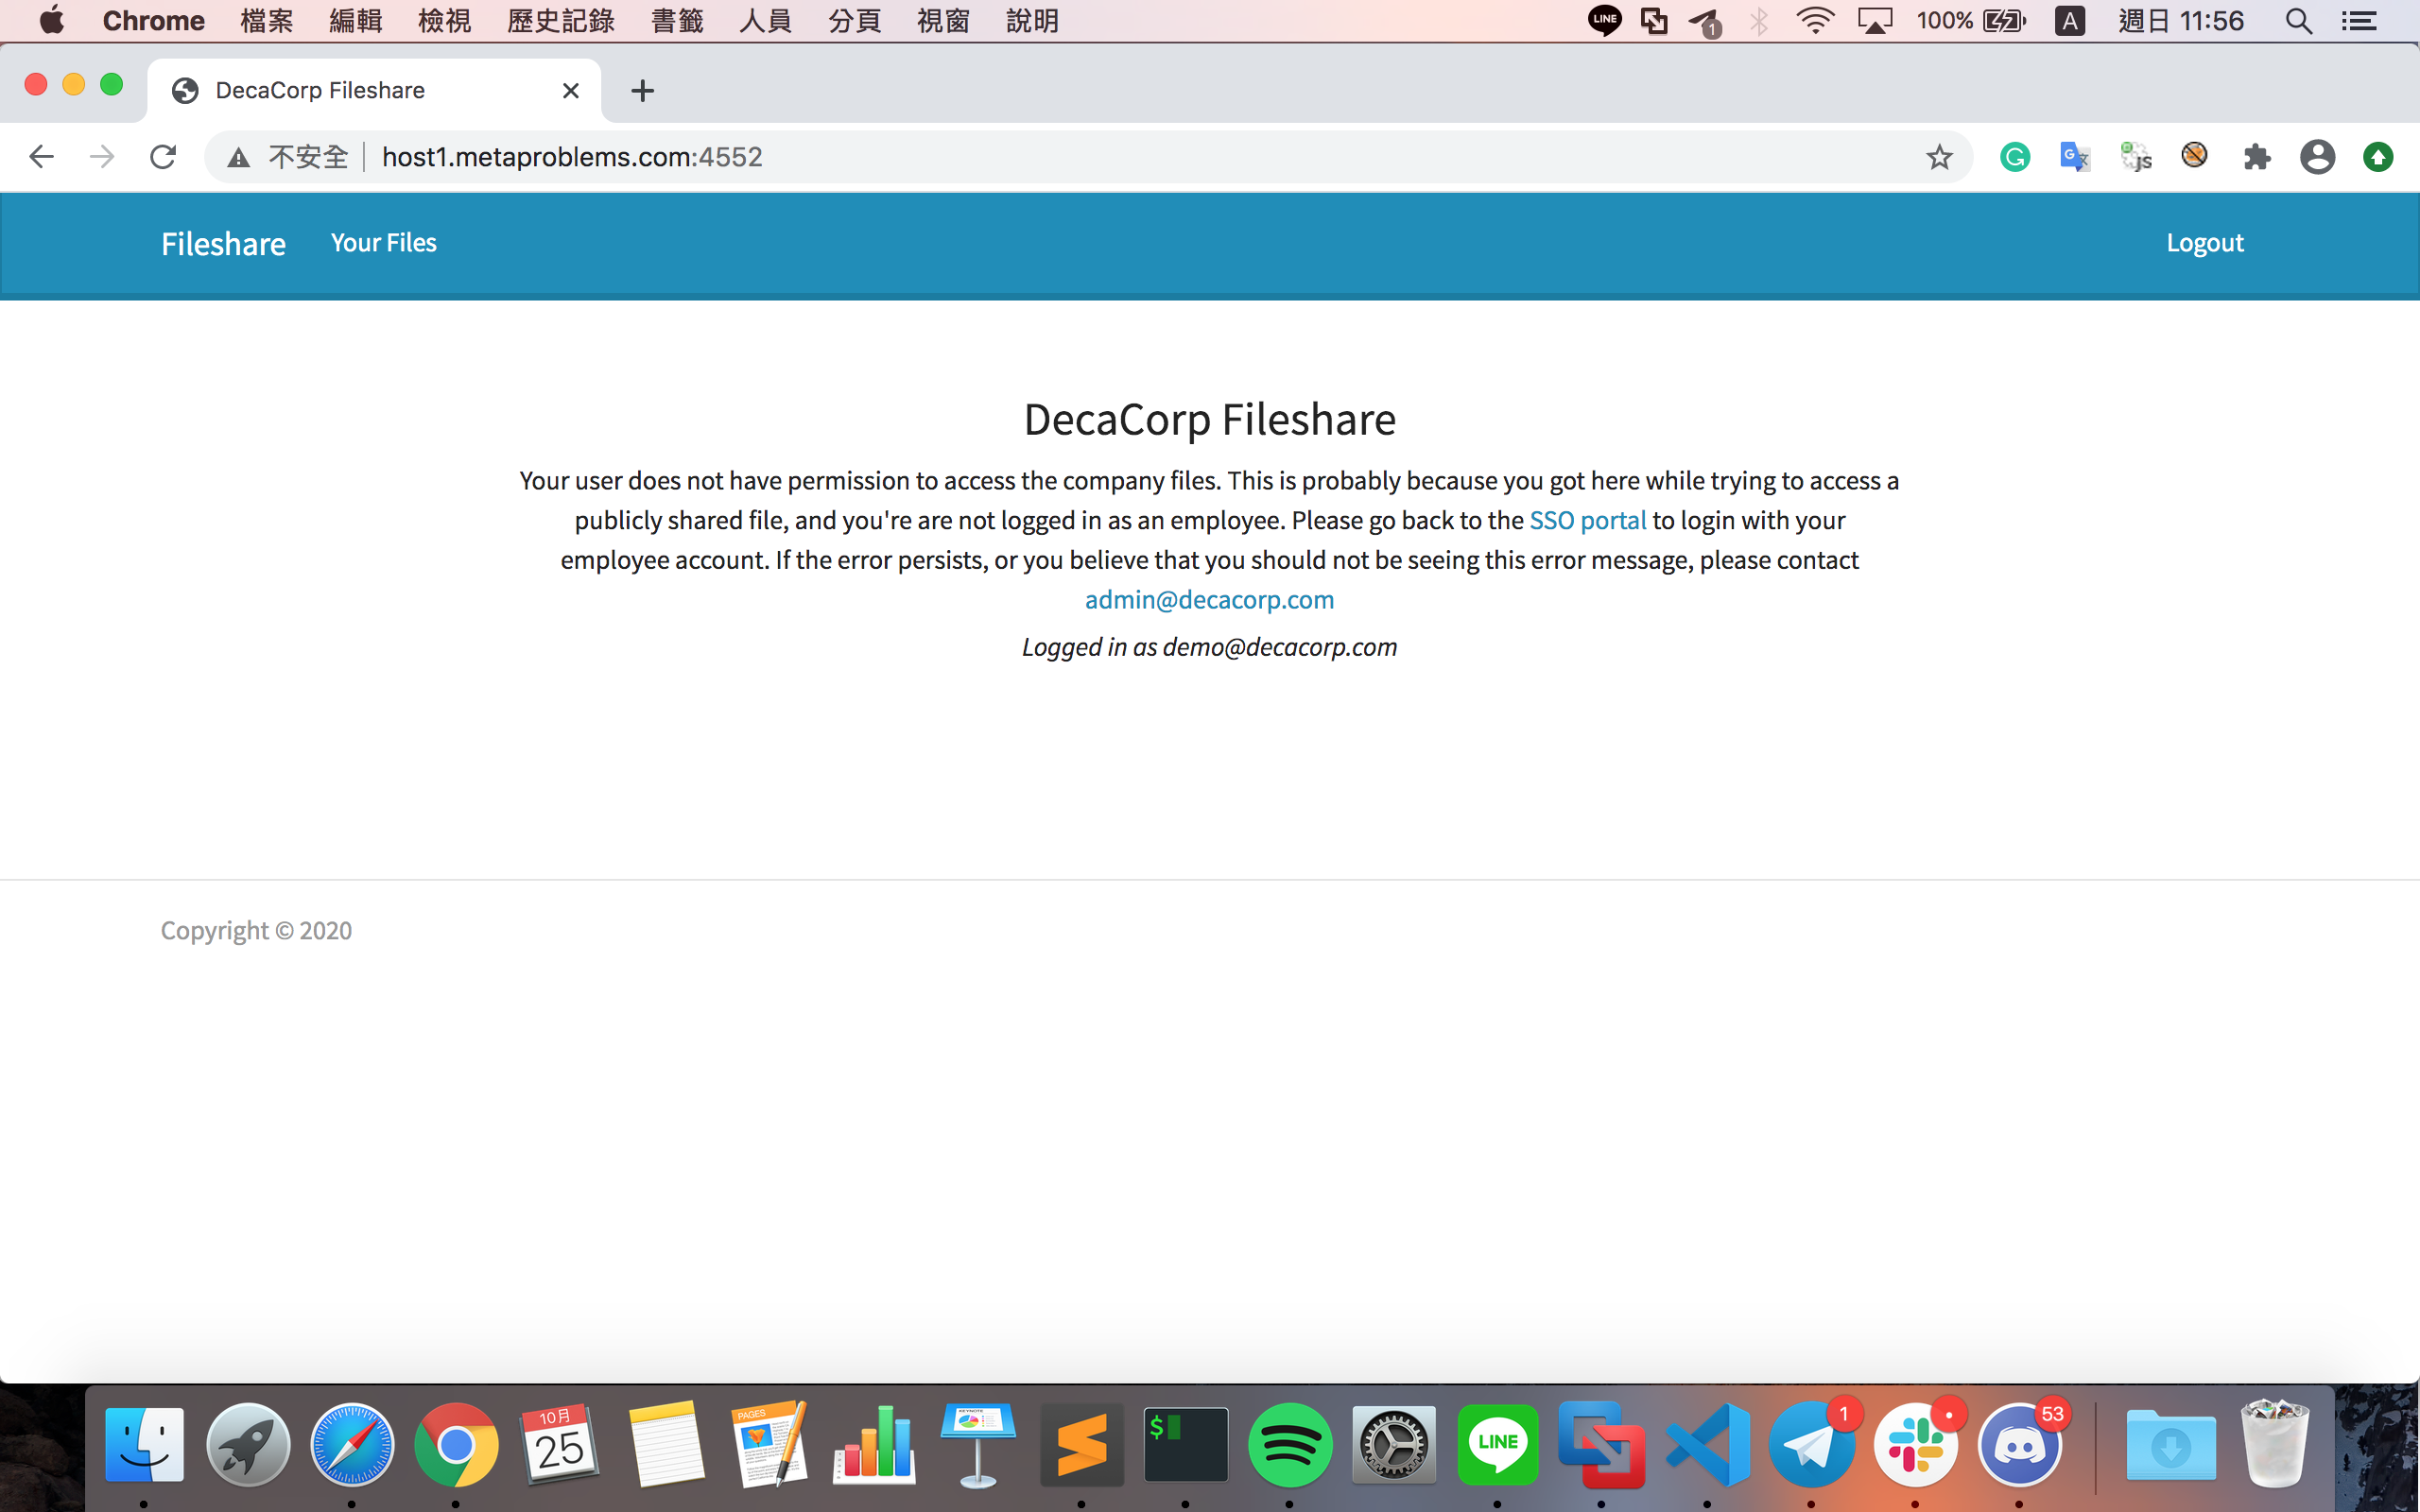 Chrome 檔案 編輯 檢視 歷史記錄 書籤 人員 分頁 視窗 說明 LINE 1 100% A 週日 11:56
DecaCorp Fileshare
不安全 host1.metaproblems.com:4552
Fileshare Your Files Logout
DecaCorp Fileshare
Your user does not have permission to access the company files. This is probably because you got here while trying to access a
publicly shared file, and you're are not logged in as an employee. Please go back to the SSO portal to login with your
employee account. If the error persists, or you believe that you should not be seeing this error message, please contact
admin@decacorp.com
Logged in as demo@decacorp.com
Copyright © 2020
10月
25
PAGES
KEYNOTE
$
LINE
1
53